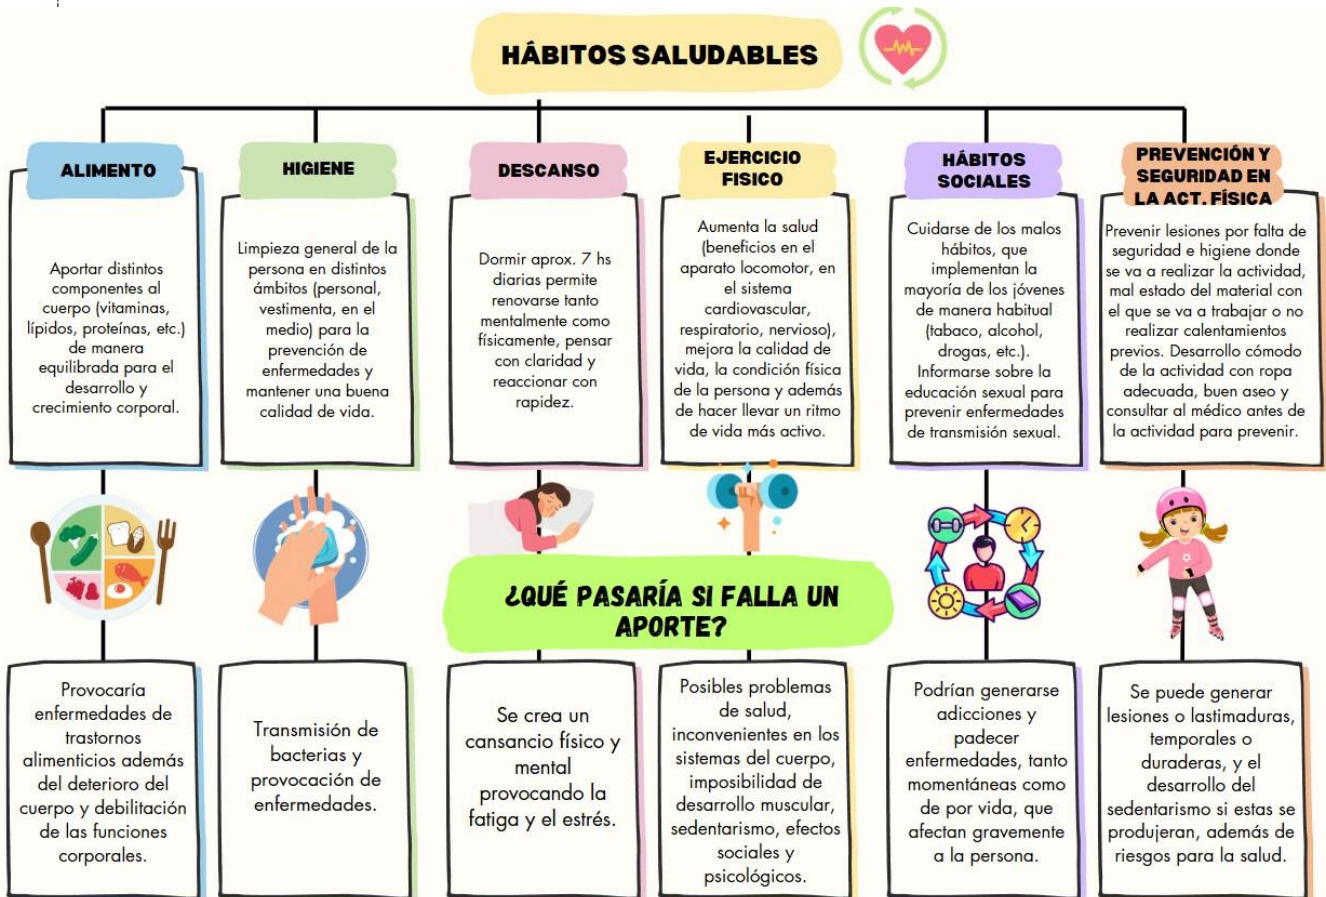 HÁBITOS SALUDABLES
ALIMENTO
Aportar distintos
componentes al
cuerpo (vitaminas,
lípidos, proteínas, etc.)
de manera
equilibrada para el
desarrollo y
crecimiento corporal.
HIGIENE
Limpieza general de la
persona en distintos
ámbitos (personal,
vestimenta, en el
medio) para la
prevención de
enfermedades y
mantener una buena
calidad de vida.
DESCANSO
Dormir aprox. 7 hs
diarias permite
renovarse tanto
mentalmente como
físicamente, pensar
con claridad y
reaccionar con
rapidez.
EJERCICIO
FISICO
Aumenta la salud
(beneficios en el
aparato locomotor, en
el sistema
cardiovascular,
respiratorio, nervioso),
mejora la calidad de
vida, la condición física
de la persona y además
de hacer llevar un ritmo
de vida más activo.
HÁBITOS
SOCIALES
Cuidarse de los malos
hábitos, que
implementan la
mayoría de los jóvenes
de manera habitual
(tabaco, alcohol,
drogas, etc.).
Informarse sobre la
educación sexual para
prevenir enfermedades
de transmisión sexual.
PREVENCIÓN Y
SEGURIDAD EN
LA ACT. FÍSICA
Prevenir lesiones por falta de
seguridad e higiene donde
se va a realizar la actividad,
mal estado del material con
el que se va a trabajar o no
realizar calentamientos
previos. Desarrollo cómodo
de la actividad con ropa
adecuada, buen aseo y
consultar al médico antes de
la actividad para prevenir.
¿QUÉ PASARÍA SI FALLA UN
APORTE?
Provocaría
enfermedades de
trastornos
alimenticios además
del deterioro del
cuerpo y debilitación
de las funciones
corporales.
Transmisión de
bacterias y
provocación de
enfermedades.
Se crea un
cansancio físico y
mental
provocando la
fatiga y el estrés.
Posibles problemas
de salud,
inconvenientes en los
sistemas del cuerpo,
imposibilidad de
desarrollo muscular,
sedentarismo, efectos
sociales y
psicológicos.
Podrían generarse
adicciones y
padecer
enfermedades, tanto
momentáneas como
de por vida, que
afectan gravemente
a la persona.
Se puede generar
lesiones o lastimaduras,
temporales o
duraderas, y el
desarrollo del
sedentarismo si estas se
produjeran, además de
riesgos para la salud.